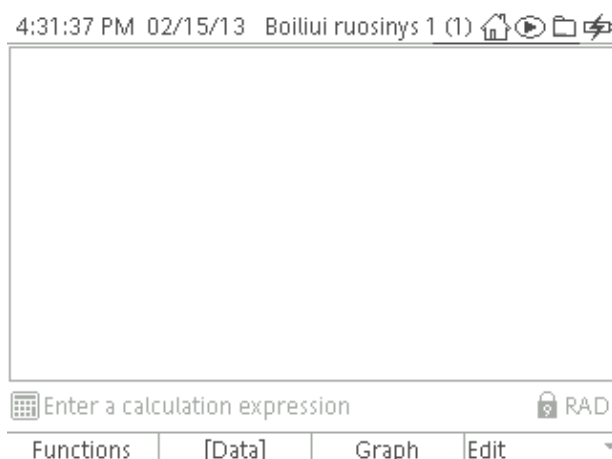 4:31:37 PM 02/15/13 Boiliui ruosinys 1 (1)
Enter a calculation expression RAD
Functions [Data] Graph Edit